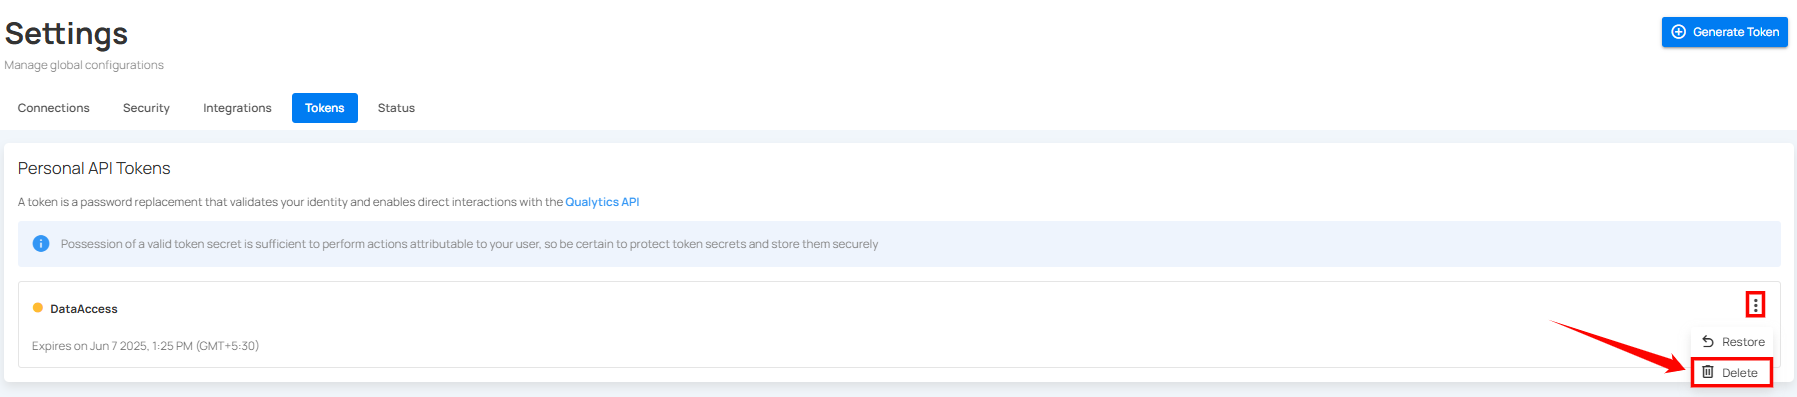 Settings
Generate Token
Manage global configurations
Connections Security Integrations Tokens Status
Personal API Tokens
A token is a password replacement that validates your identity and enables direct interactions with the Qualytics API
Possession of a valid token secret is sufficient to perform actions attributable to your user, so be certain to protect token secrets and store them securely
DataAccess
Expires on Jun 7 2025, 1:25 PM (GMT+5:30)
Restore
Delete